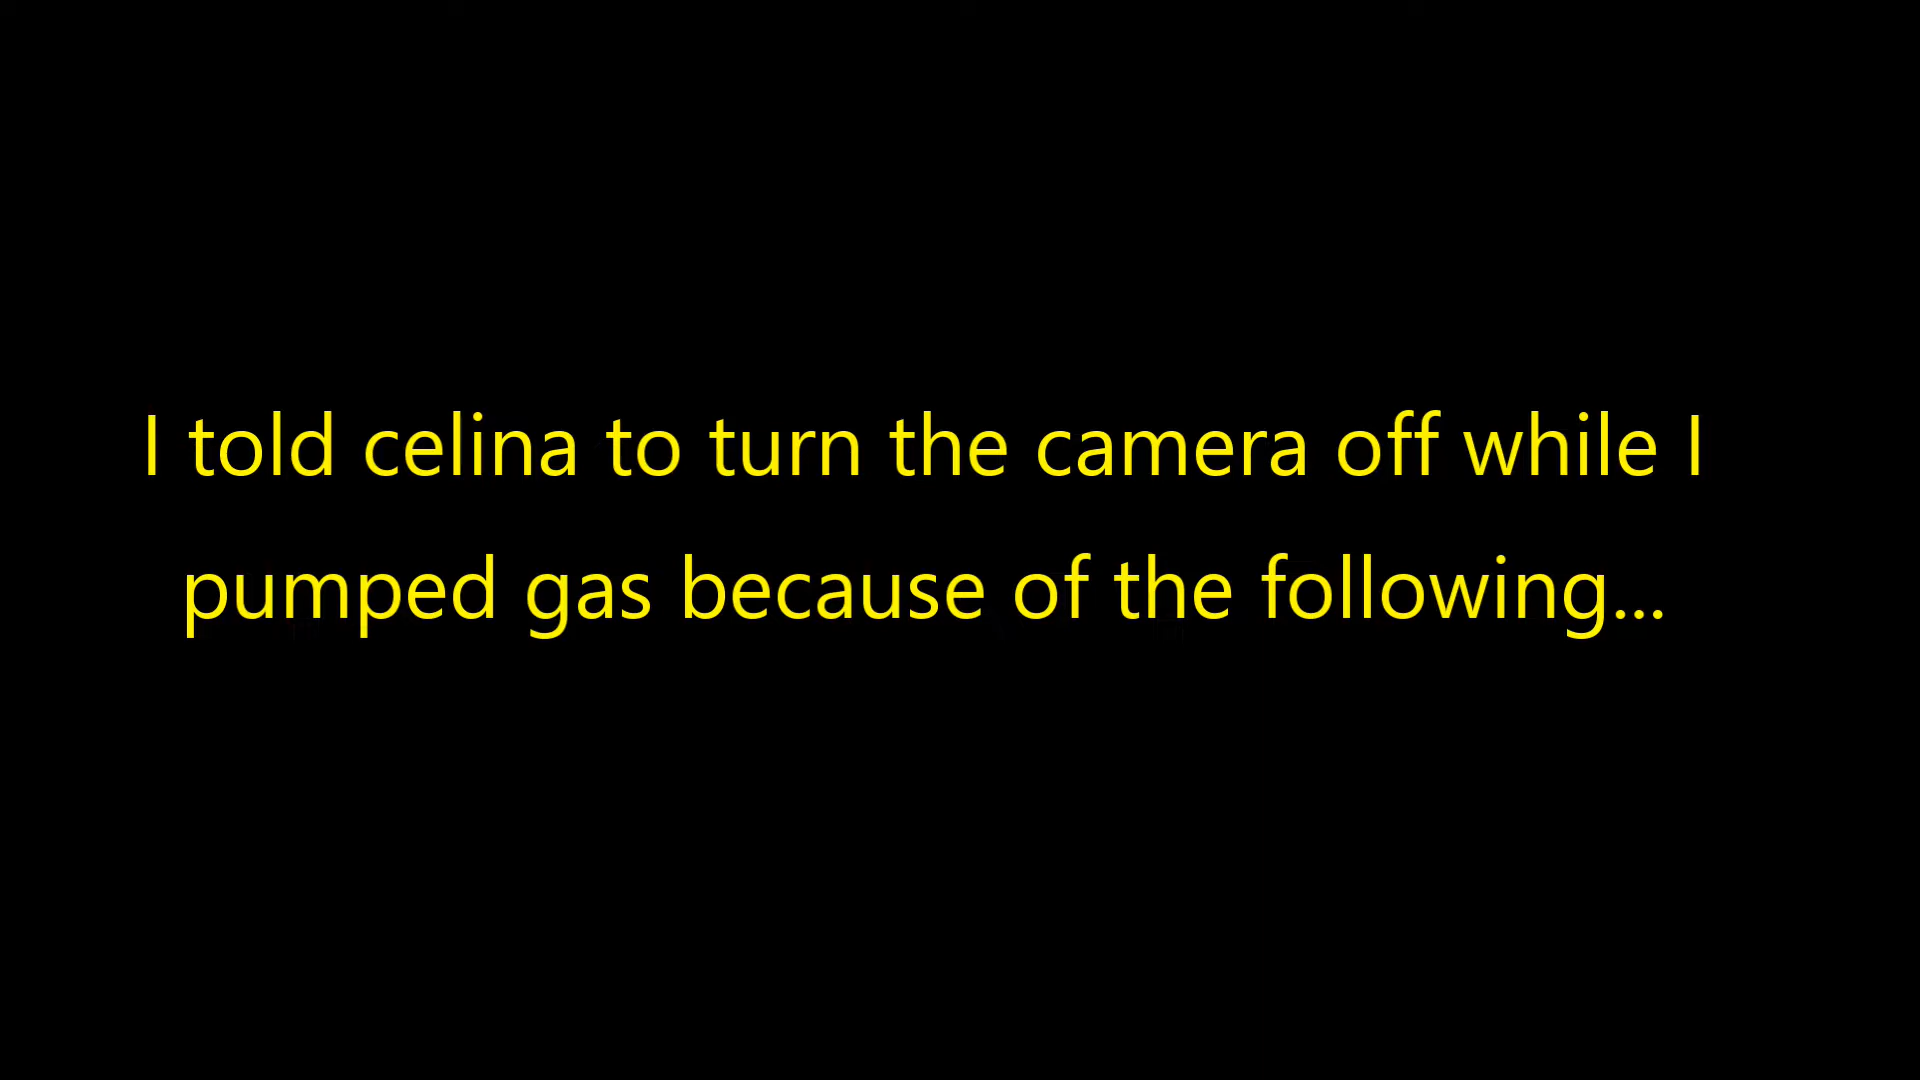 I told celina to turn the camera off while I
pumped gas because of the following...